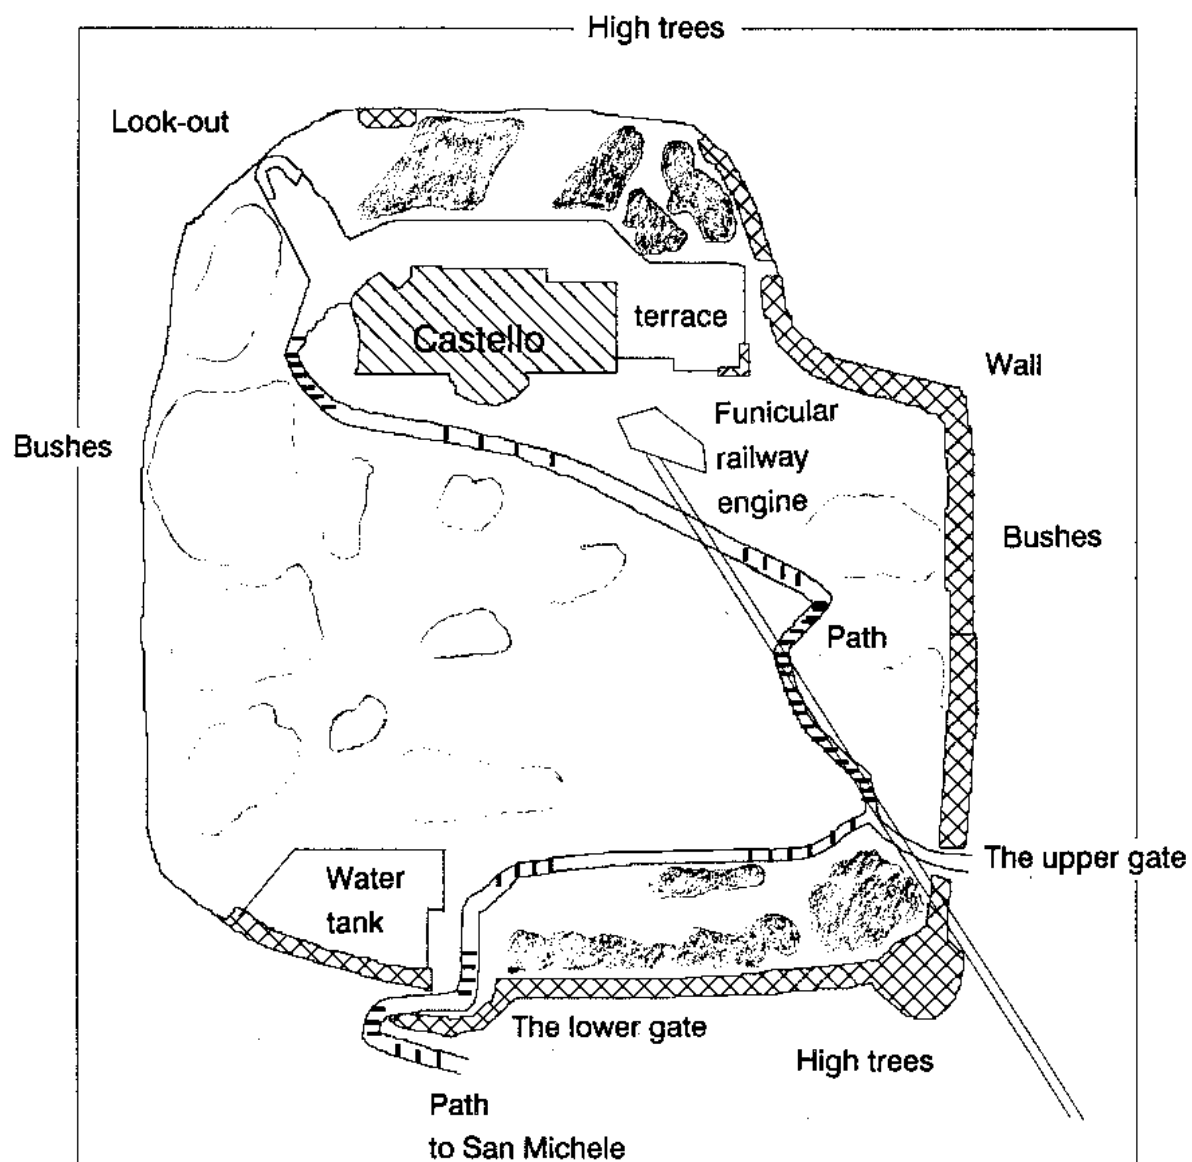 High trees
Look-out
terrace
Castello
Wall
Funicular
railway
engine
Bushes
Bushes
Path
The upper gate
Water
tank
The lower gate
High trees
Path
to San Michele